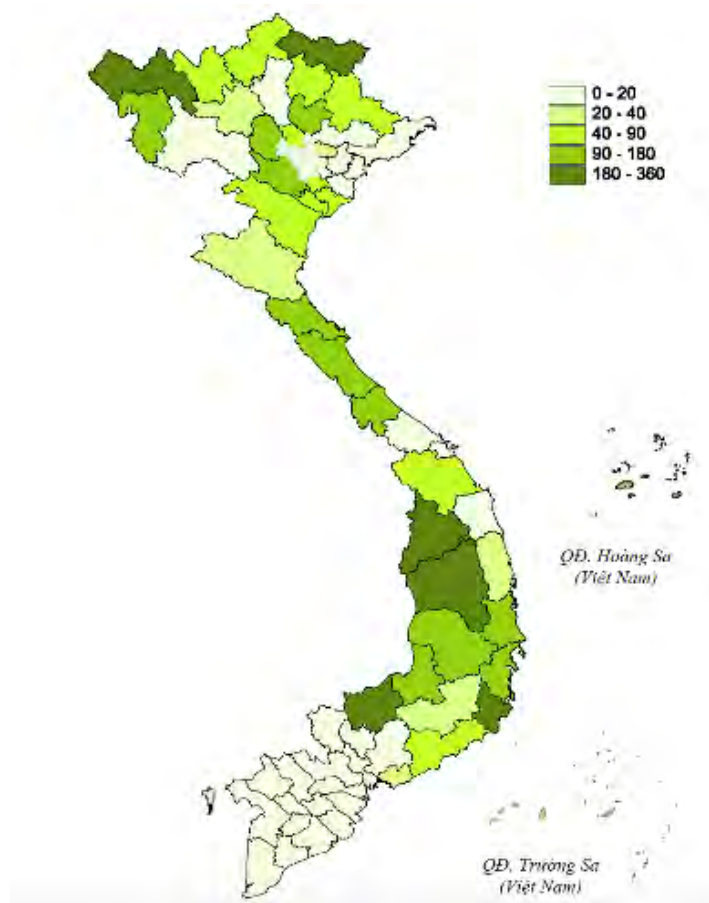 0 - 20
20 - 40
40 - 90
90 - 180
180 - 360
QĐ. Hoàng Sa
(Việt Nam)
QĐ. Trường Sa
(Việt Nam)